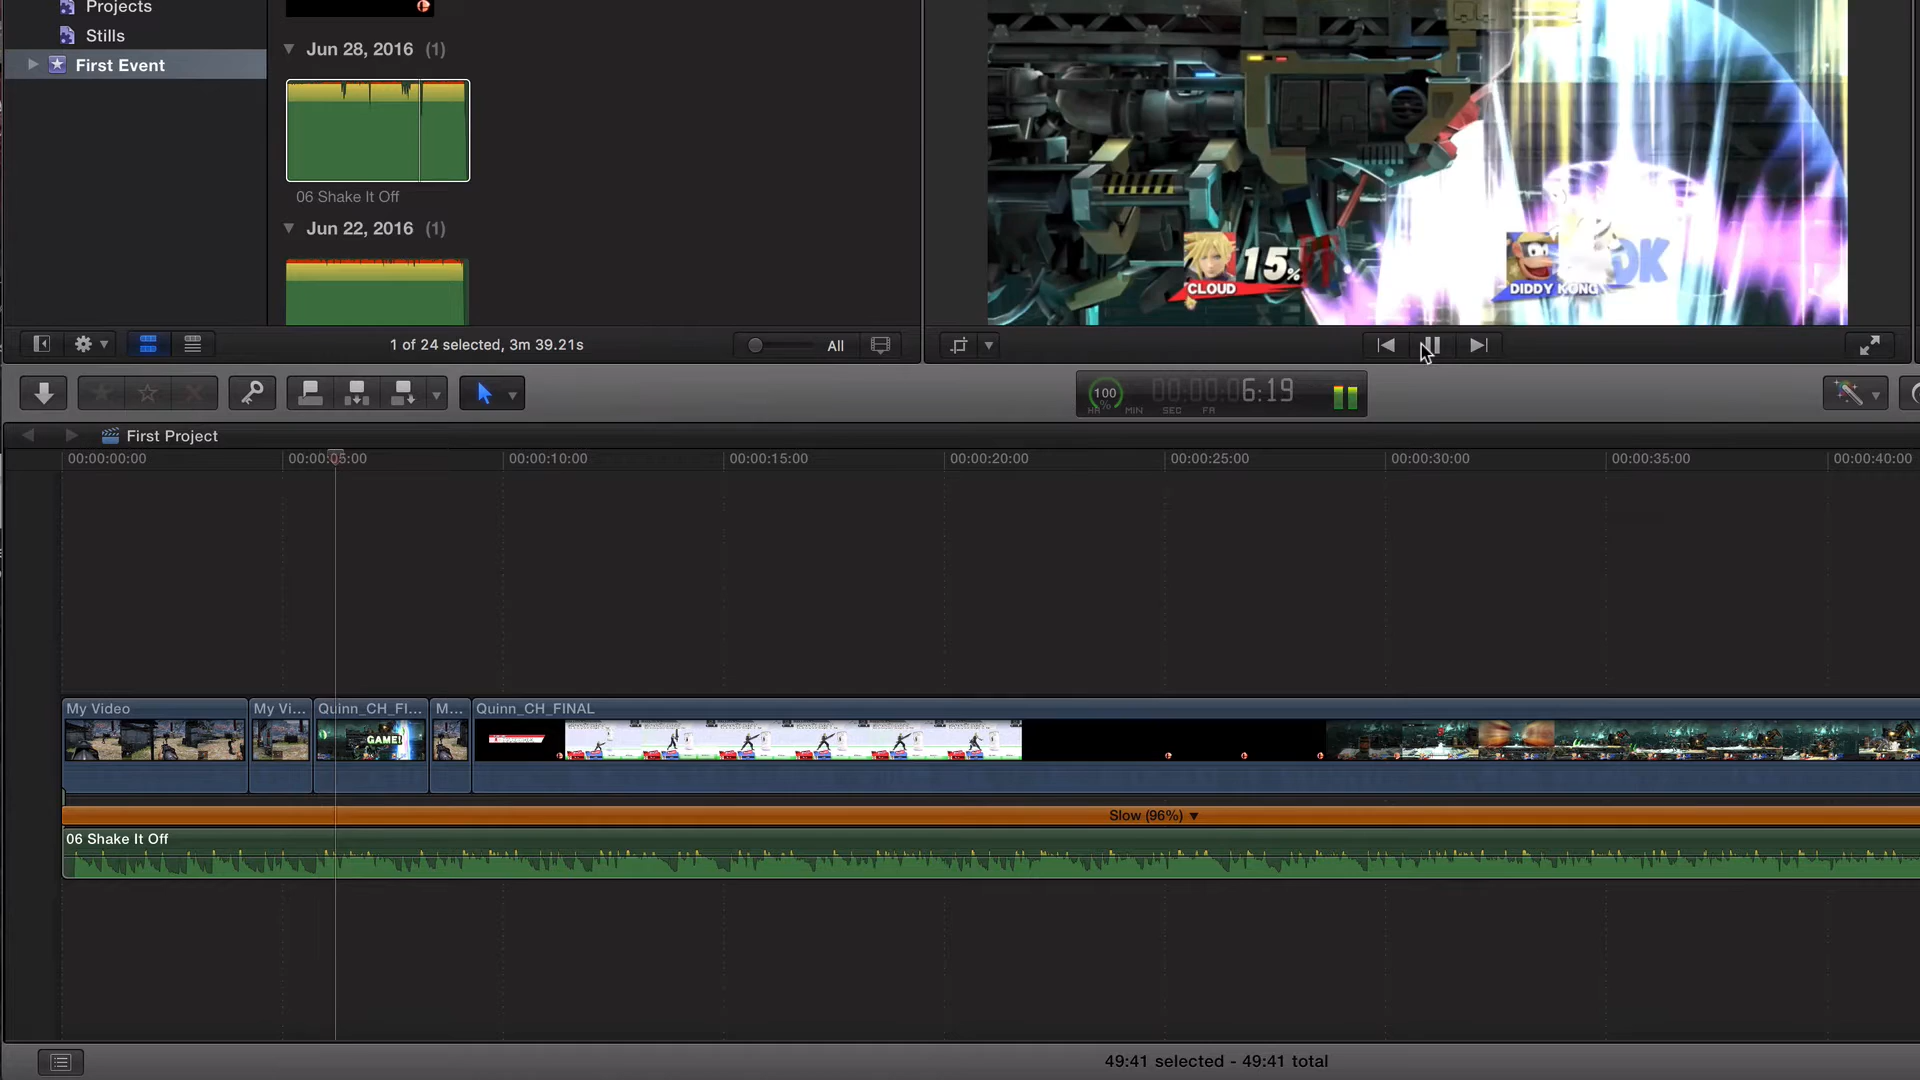 Projects
Stills
First Event
Jun 28, 2016 (1)
06 Shake It Off
Jun 22, 2016 (1)
15%
CLOUD
DIDDY KONG
DK
1 of 24 selected, 3m 39.21s
All
100
%
6:19
HR MIN SEC FR
First Project
00:00:00:00
00:00:05:00
00:00:10:00
00:00:15:00
00:00:20:00
00:00:25:00
00:00:30:00
00:00:35:00
00:00:40:00
My Video
My Vi...
Quinn_CH_FI...
M...
Quinn_CH_FINAL
GAME!
Slow (96%)
06 Shake It Off
49:41 selected - 49:41 total